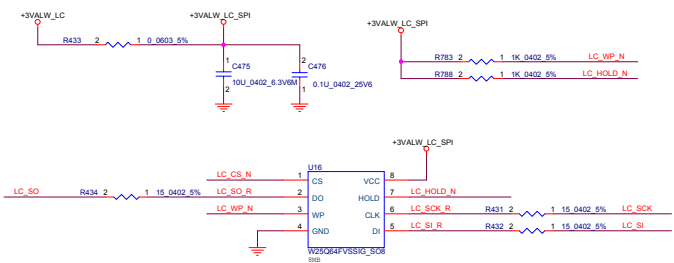 +3VALW_LC
+3VALW_LC_SPI
R433 2 1 0_0603_5%
1 C475
10U_0402_6.3V6M
2
2 C476
0.1U_0402_25V6
1
+3VALW_LC_SPI
R783 2 1 1K_0402_5% LC_WP_N
R788 2 1 1K_0402_5% LC_HOLD_N
+3VALW_LC_SPI
U16
LC_CS_N 1 CS VCC 8
LC_SO R434 2 1 15_0402_5% LC_SO_R 2 DO HOLD 7 LC_HOLD_N
LC_WP_N 3 WP CLK 6 LC_SCK_R R431 2 1 15_0402_5% LC_SCK
4 GND DI 5 LC_SI_R R432 2 1 15_0402_5% LC_SI
W25Q64FVSSIG_SO8
8MB